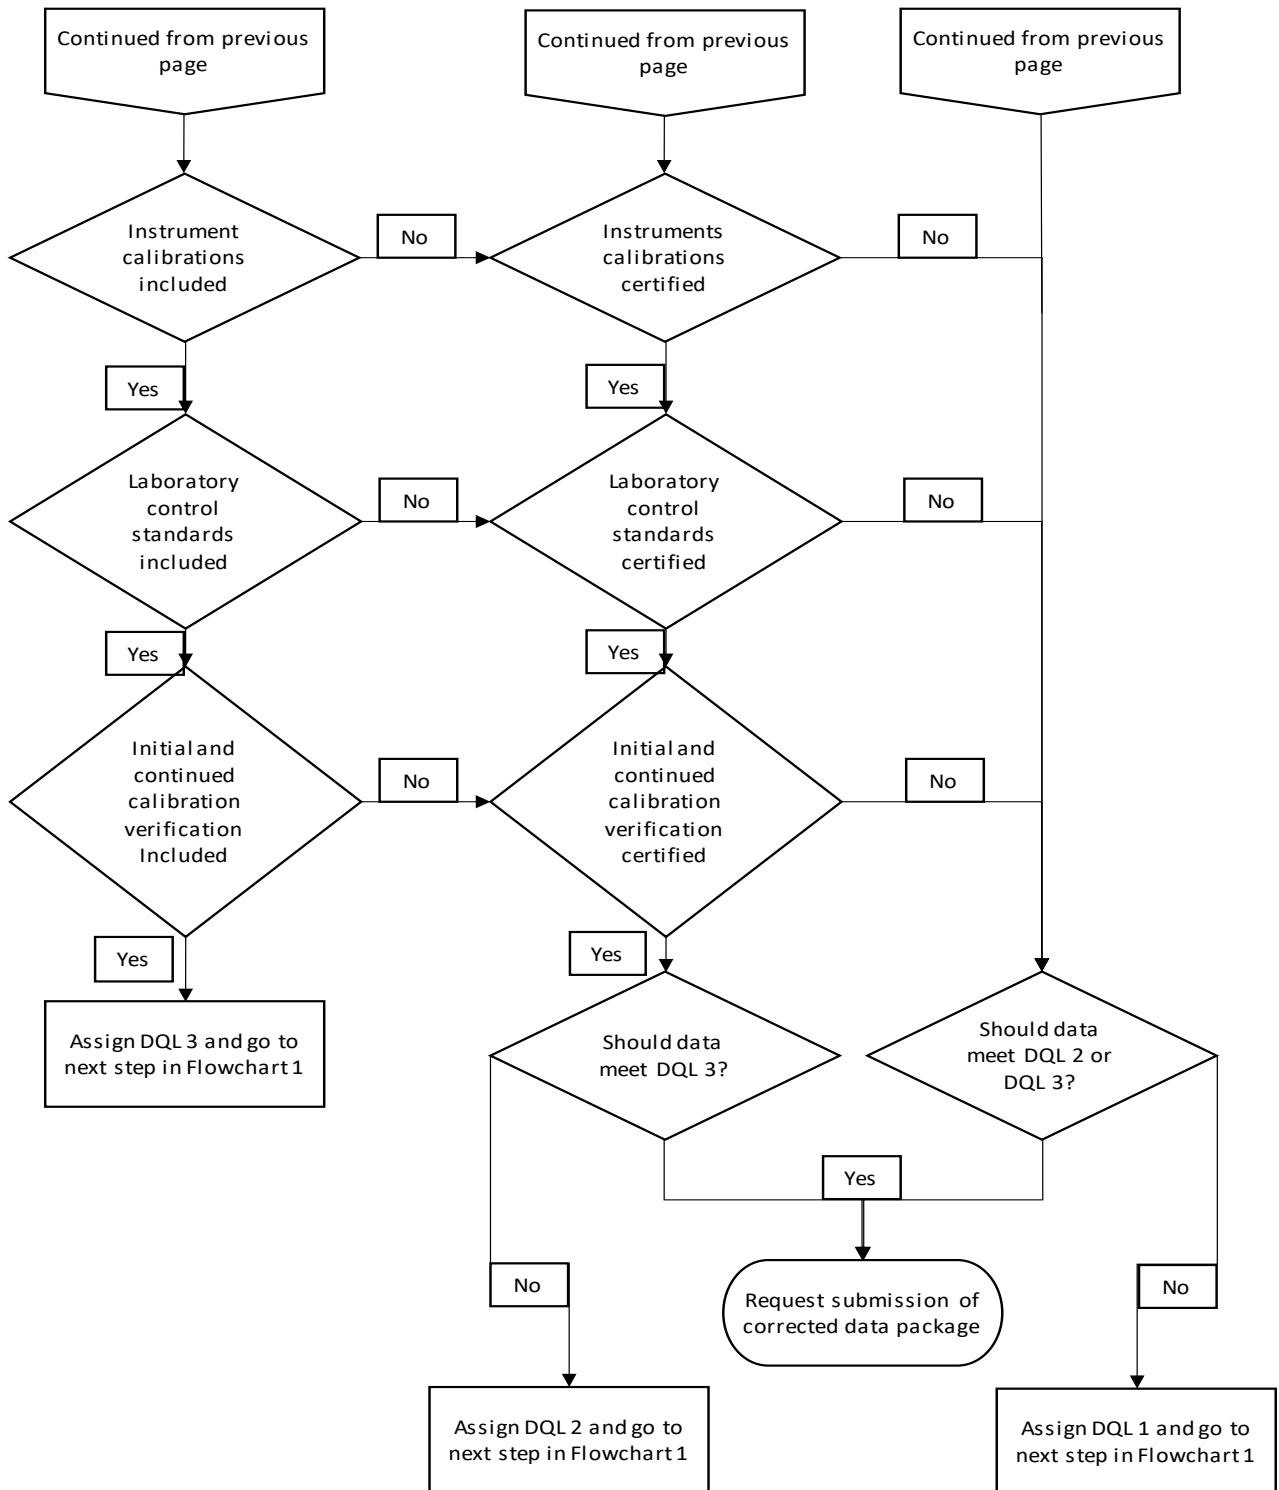 Continued from previous
page
Continued from previous
page
Continued from previous
page
Instrument
calibrations
included
No
Instruments
calibrations
certified
No
Yes
Yes
Laboratory
control
standards
included
No
Laboratory
control
standards
certified
No
Yes
Yes
Initial and
continued
calibration
verification
Included
No
Initial and
continued
calibration
verification
certified
No
Yes
Yes
Assign DQL 3 and go to
next step in Flowchart 1
Should data
meet DQL 3?
Should data
meet DQL 2 or
DQL 3?
Yes
No
Request submission of
corrected data package
No
Assign DQL 2 and go to
next step in Flowchart 1
Assign DQL 1 and go to
next step in Flowchart 1